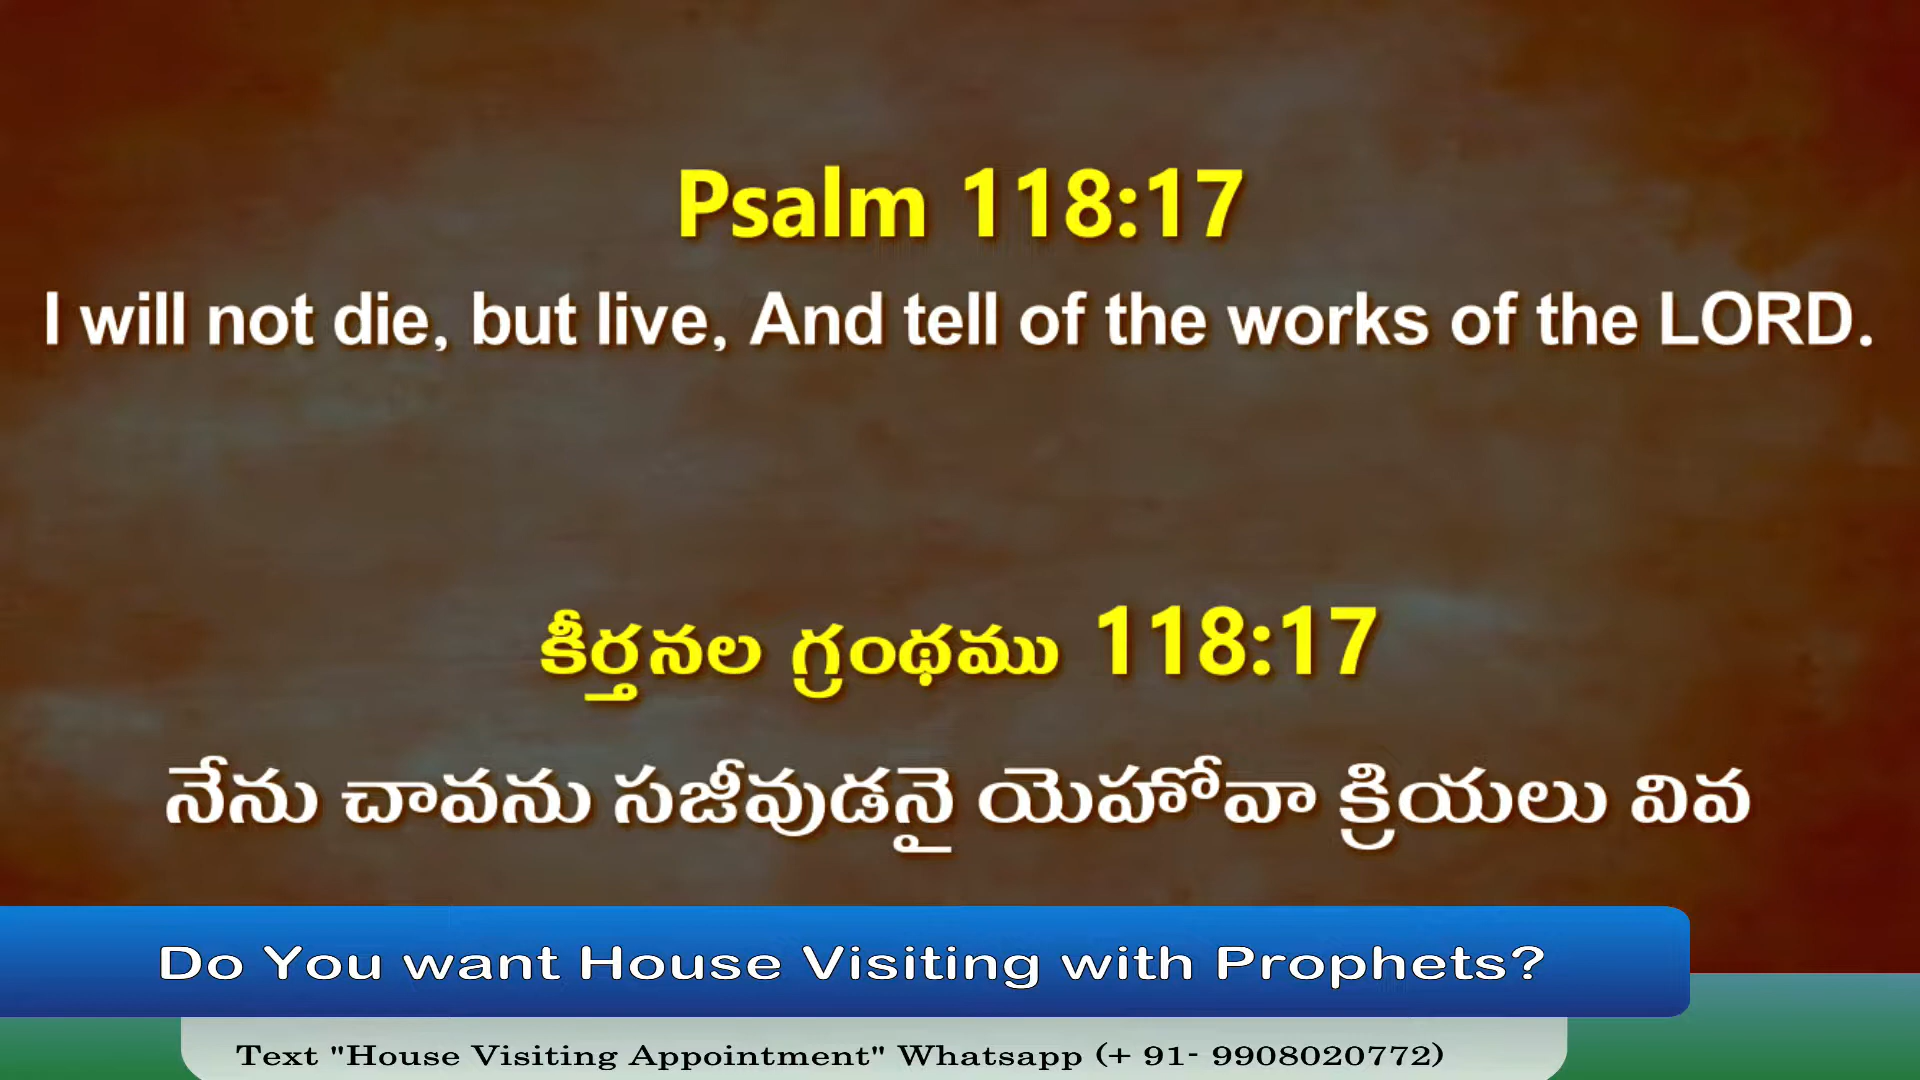 Psalm 118:17
I will not die, but live, And tell of the works of the LORD.
కీర్తనల గ్రంథము 118:17
నేను చావను సజీవుడనై యెహోవా క్రియలు వివ
Do You want House Visiting with Prophets?
Text "House Visiting Appointment" Whatsapp (+ 91- 9908020772)